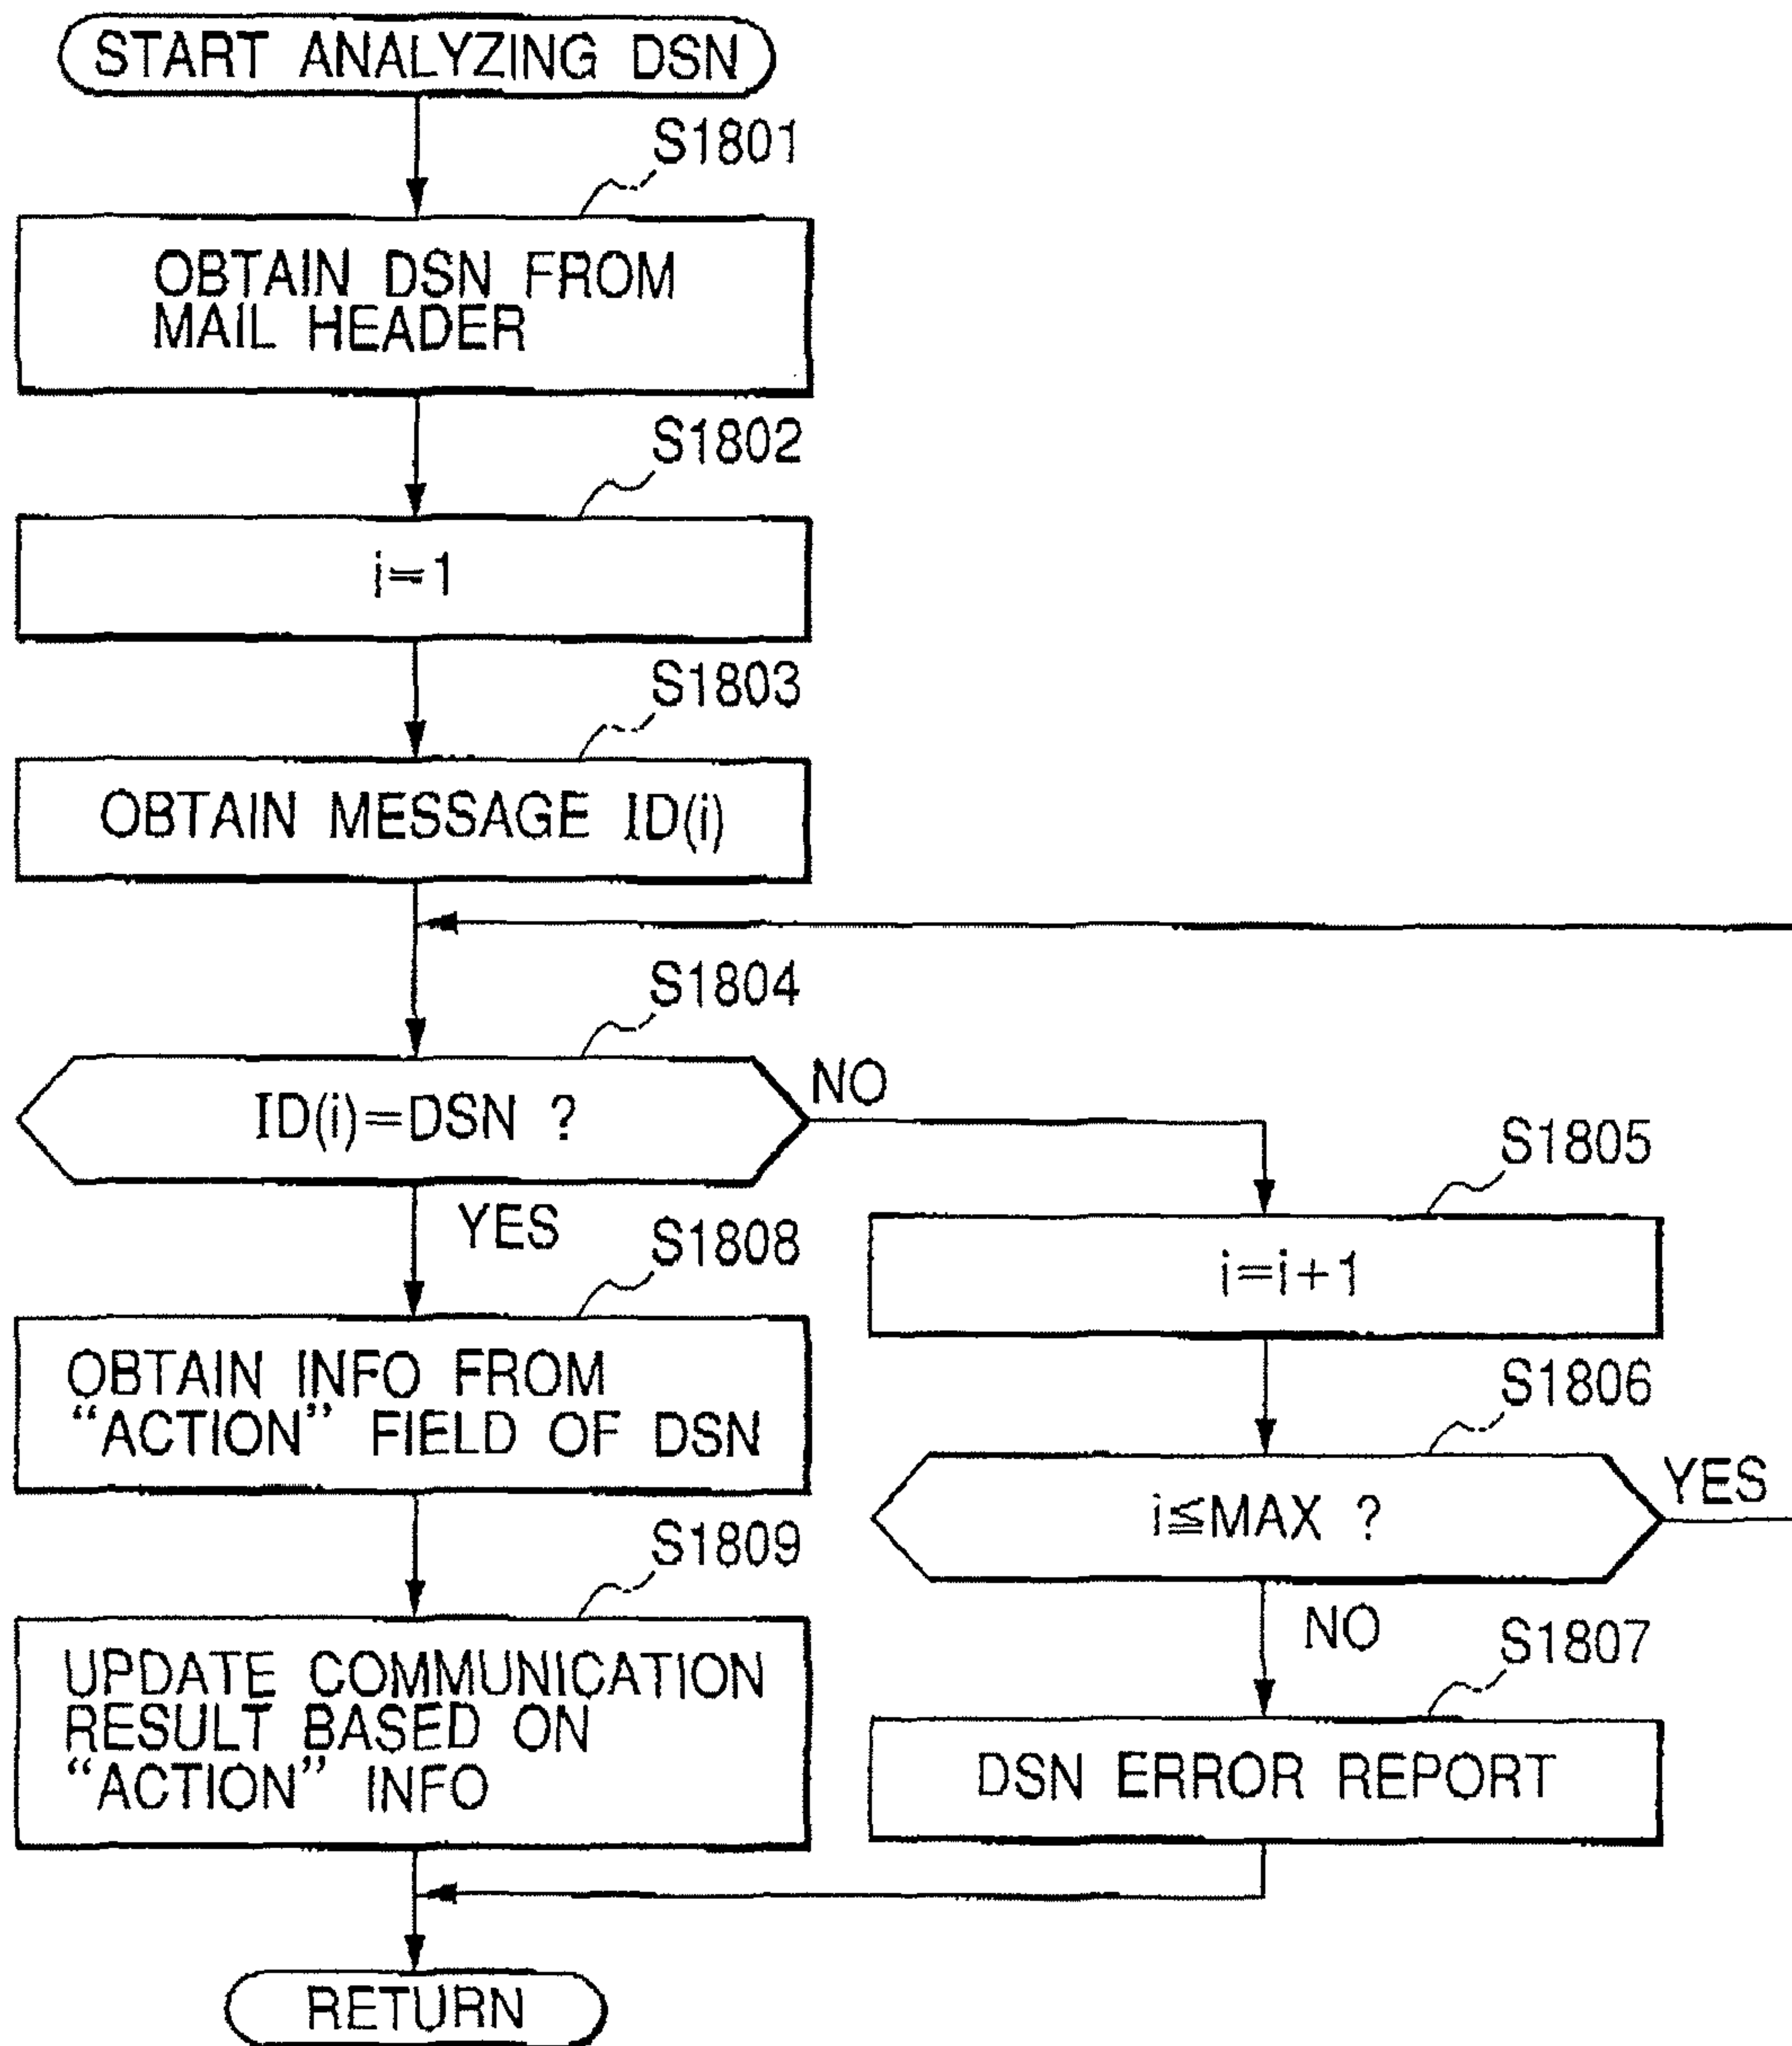 START ANALYZING DSN
S1801
OBTAIN DSN FROM
MAIL HEADER
S1802
i=1
S1803
OBTAIN MESSAGE ID(i)
S1804
ID(i)=DSN ?
NO
YES
S1805
i=i+1
S1806
i≦MAX ?
YES
NO
S1807
DSN ERROR REPORT
S1808
OBTAIN INFO FROM
“ACTION” FIELD OF DSN
S1809
UPDATE COMMUNICATION
RESULT BASED ON
“ACTION” INFO
RETURN